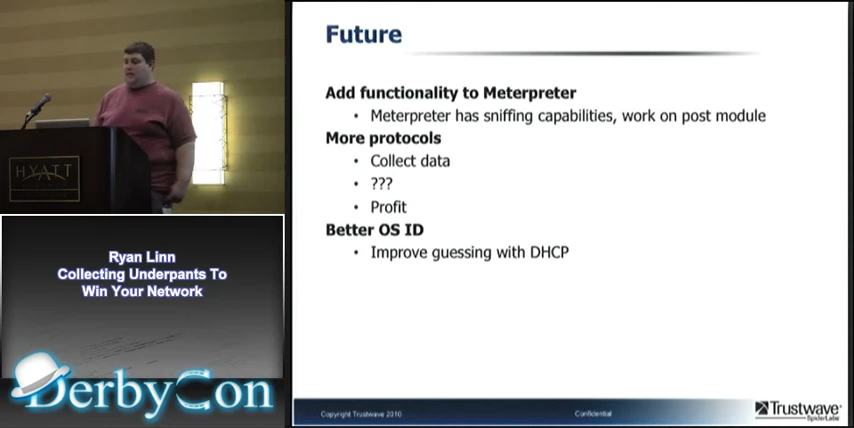 Future
Add functionality to Meterpreter
• Meterpreter has sniffing capabilities, work on post module
More protocols
• Collect data
• ???
• Profit
Better OS ID
• Improve guessing with DHCP
HYATT
Ryan Linn
Collecting Underpants To
Win Your Network
DerbyCon
Copyright Trustwave 2010
Confidential
Trustwave®
SpiderLabs